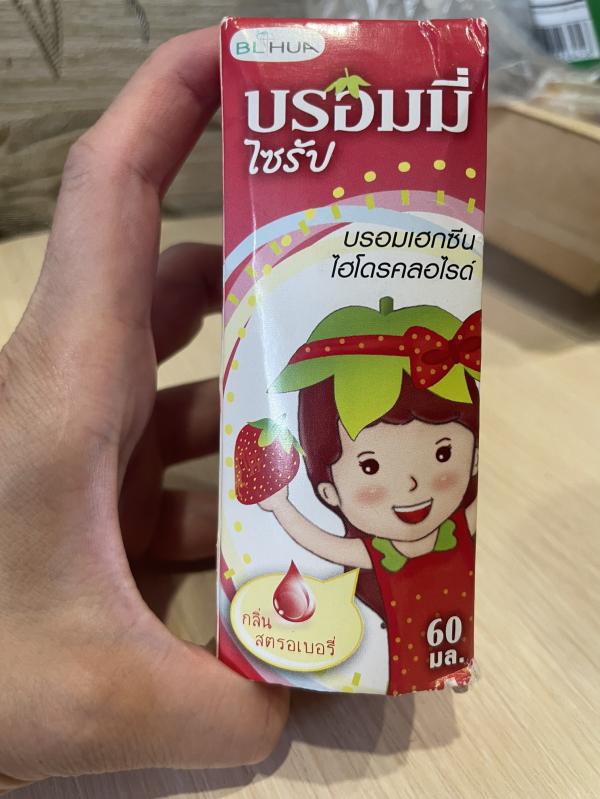 BLHUA
บรอมมี่
ไซรัป
บรอมเฮกซีน
ไฮโดรคลอไรด์
กลิ่น
สตรอเบอรี่
60
มล.